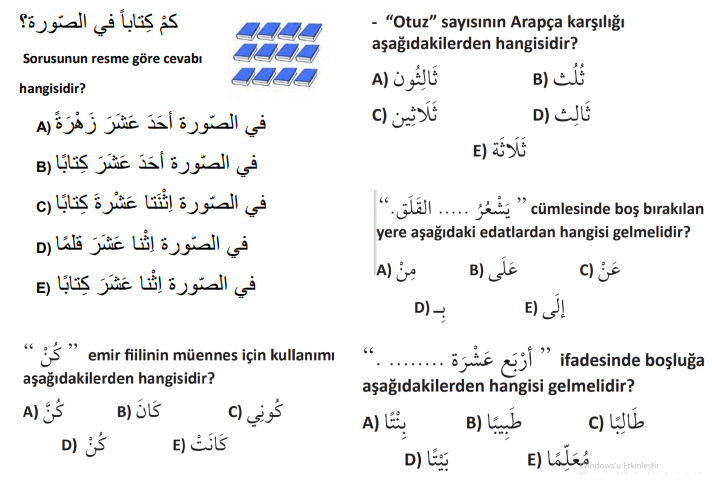 كمْ كِتاباً في الصّورة؟
Sorusunun resme göre cevabı
hangisidir?
A) في الصّورة أحَدَ عَشَرَ زَهْرَةً
B) في الصّورة أحَدَ عَشَرَ كِتابًا
C) في الصّورة اِثْنَتا عَشْرةَ كِتابًا
D) في الصّورة اِثْنا عَشَرَ قلمًا
E) في الصّورة اِثْنا عَشَرَ كِتابًا
“ كُنْ ” emir fiilinin müennes için kullanımı
aşağıdakilerden hangisidir?
A) كُنَّ B) كَانَ C) كُونِي
D) كُنْ E) كَانَتْ
- “Otuz” sayısının Arapça karşılığı
aşağıdakilerden hangisidir?
A) ثَالِثُون B) ثُلُث
C) ثَلَاثِين D) ثَالِث
E) ثَلَاثَة
“يَشْعُرُ ..... القَلَق.” cümlesinde boş bırakılan
yere aşağıdaki edatlardan hangisi gelmelidir?
A) مِنْ B) عَلَى C) عَنْ
D) بِـ E) إلَى
“أرْبَع عَشْرَة ........ .” ifadesinde boşluğa
aşağıdakilerden hangisi gelmelidir?
A) بِنْتًا B) طَبِيبًا C) طَالِبًا
D) بَيْتًا E) مُعَلِّمًا
Windows'u Etkinleştir